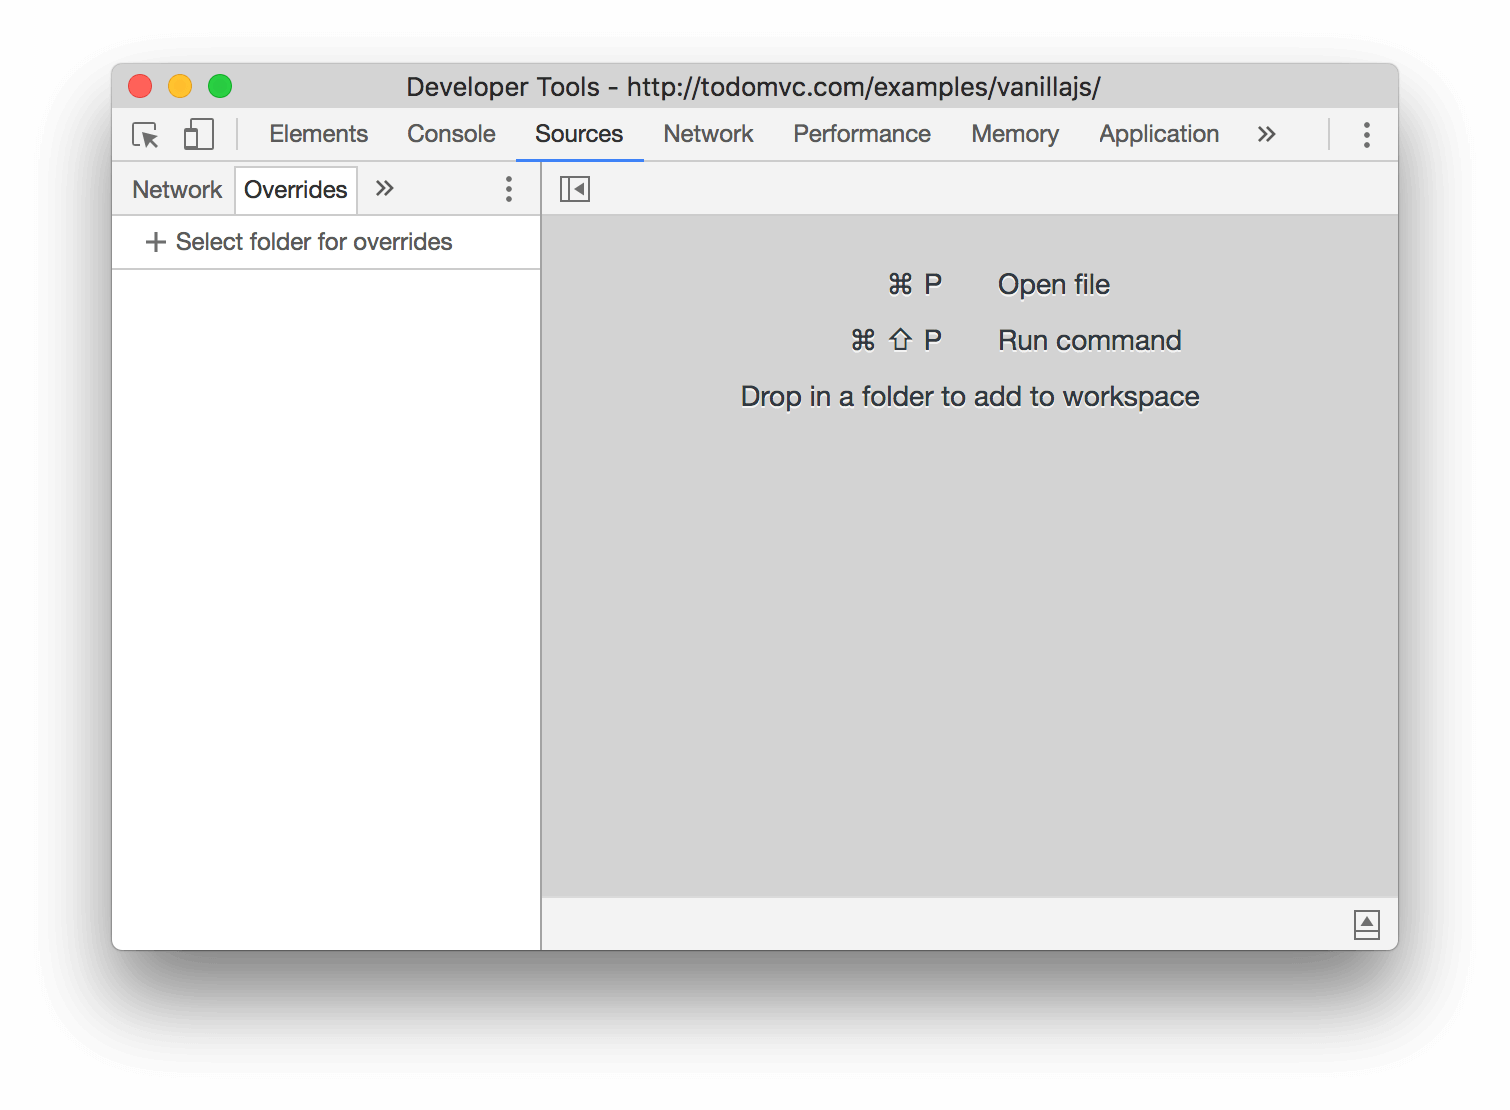 Developer Tools - http://todomvc.com/examples/vanillajs/
Elements Console Sources Network Performance Memory Application »
Network Overrides »
+ Select folder for overrides
⌘ P Open file
⌘ ⇧ P Run command
Drop in a folder to add to workspace